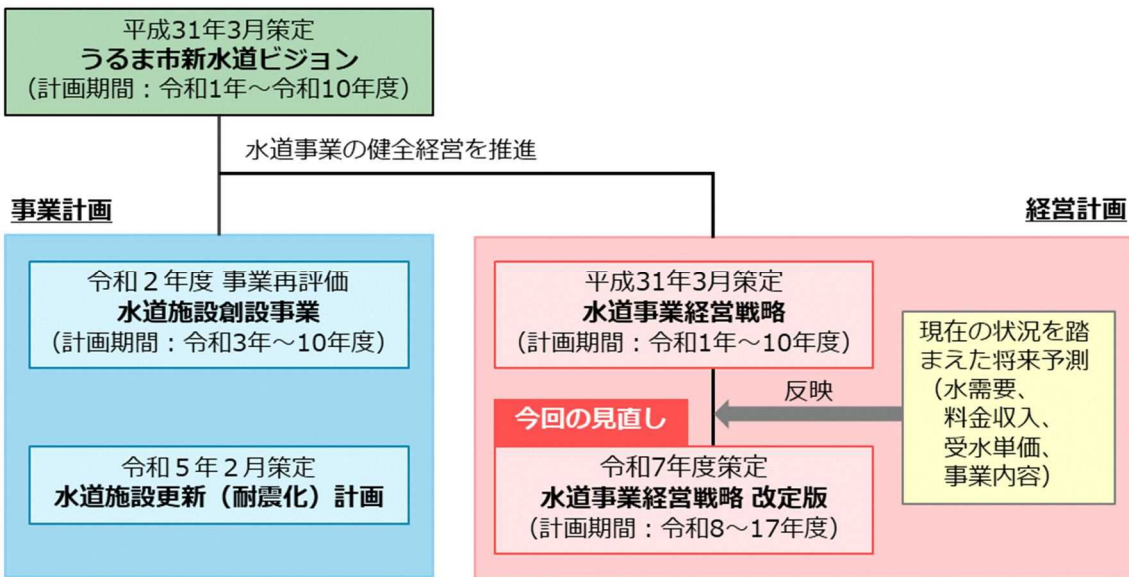 平成31年3月策定
うるま市新水道ビジョン
（計画期間：令和1年～令和10年度）
水道事業の健全経営を推進
事業計画
令和２年度 事業再評価
水道施設創設事業
（計画期間：令和3年～10年度）
令和５年２月策定
水道施設更新（耐震化）計画
経営計画
平成31年3月策定
水道事業経営戦略
（計画期間：令和1年～10年度）
現在の状況を踏
まえた将来予測
（水需要、
料金収入、
受水単価、
事業内容）
反映
今回の見直し
令和7年度策定
水道事業経営戦略 改定版
（計画期間：令和8～17年度）